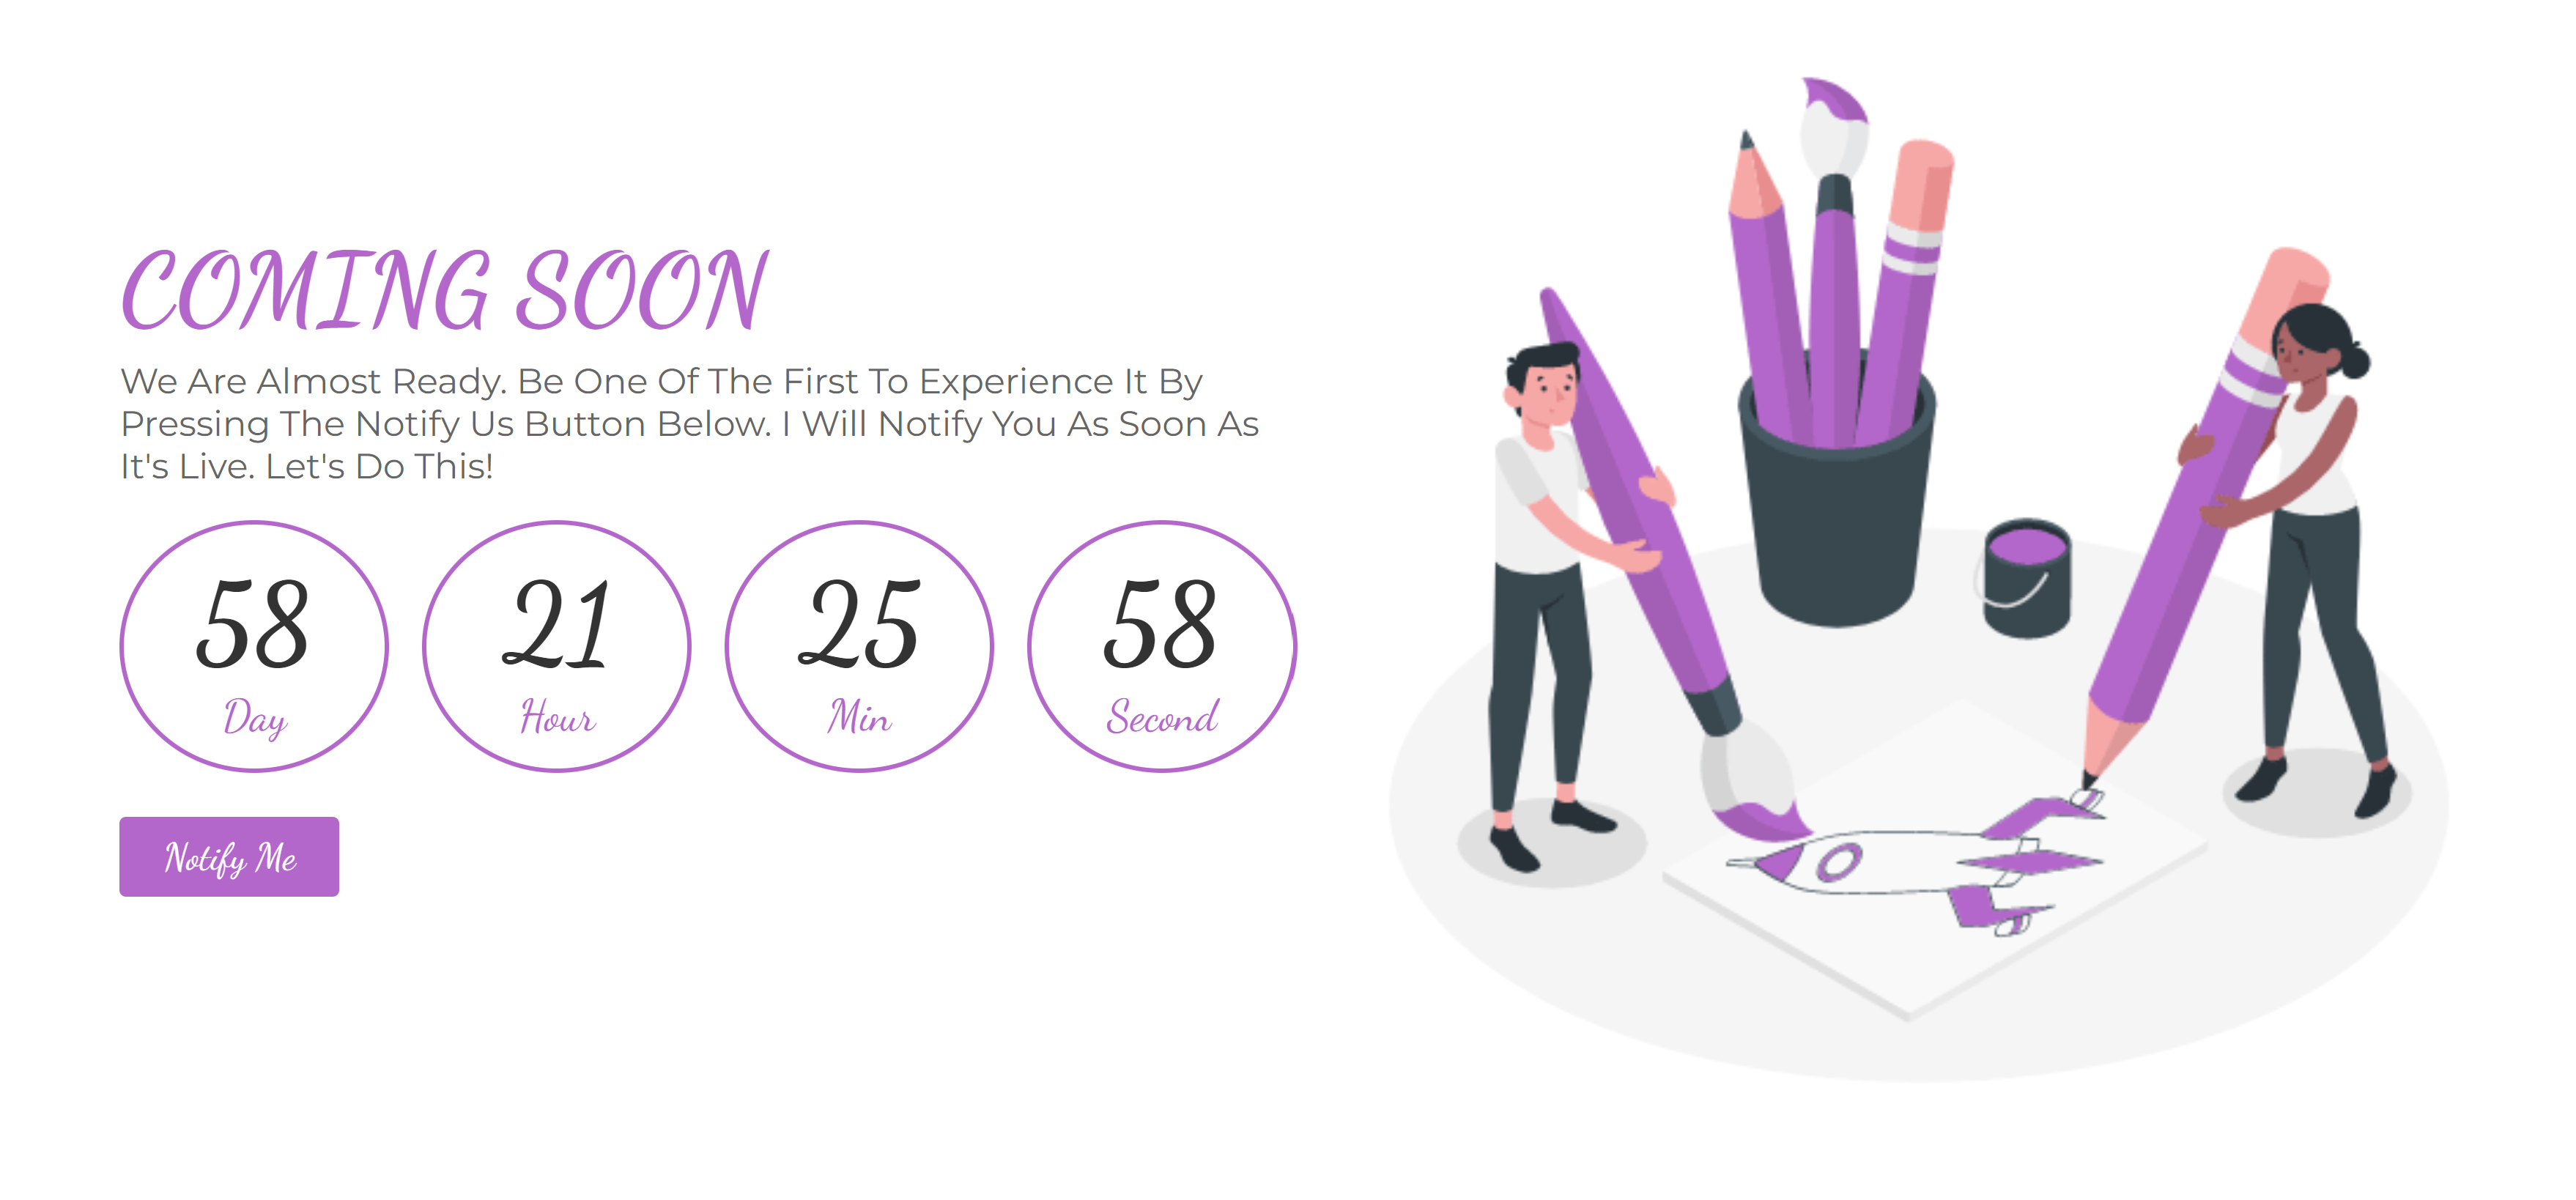 COMING SOON
We Are Almost Ready. Be One Of The First To Experience It By
Pressing The Notify Us Button Below. I Will Notify You As Soon As
It's Live. Let's Do This!
58 21 25 58
Day Hour Min Second
Notify Me